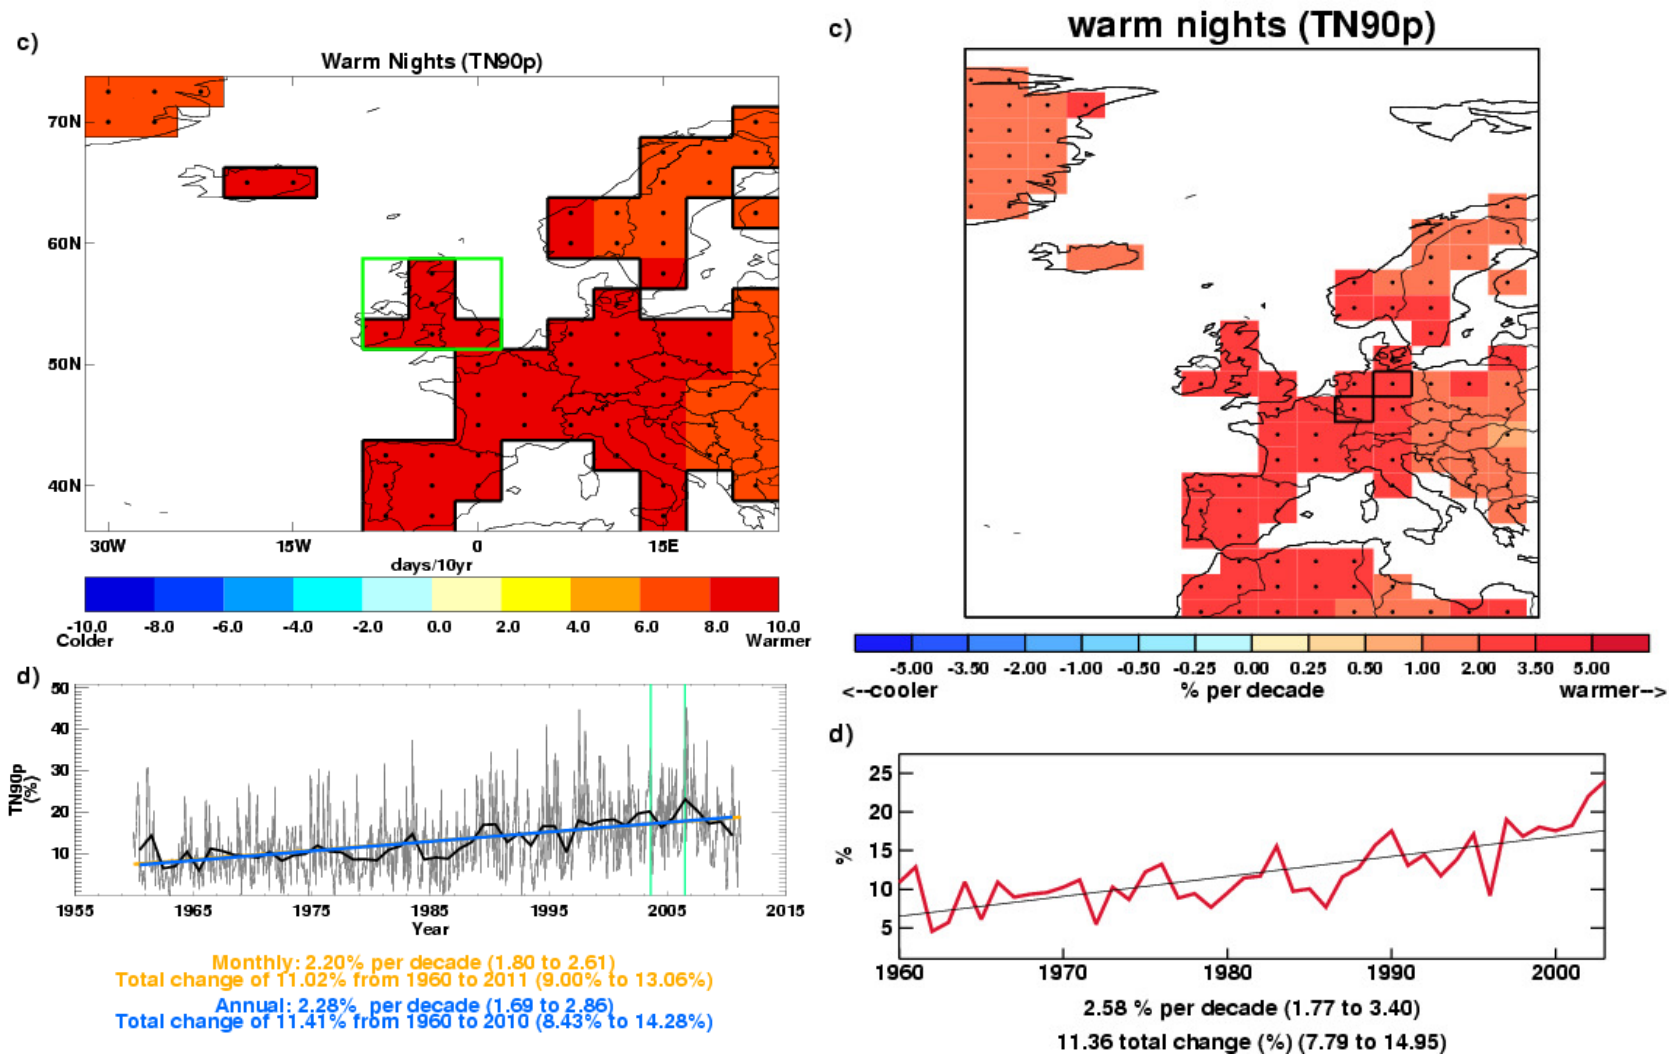 c)
Warm Nights (TN90p)
70N
60N
50N
40N
30W 15W 0 15E
days/10yr
-10.0 -8.0 -6.0 -4.0 -2.0 0.0 2.0 4.0 6.0 8.0 10.0
Colder Warmer
d)
50
40
30
20
10
TN90p
(%)
1955 1965 1975 1985 1995 2005 2015
Year
Monthly: 2.20% per decade (1.80 to 2.61)
Total change of 11.02% from 1960 to 2011 (9.00% to 13.06%)
Annual: 2.28% per decade (1.69 to 2.86)
Total change of 11.41% from 1960 to 2010 (8.43% to 14.28%)
c)
warm nights (TN90p)
-5.00 -3.50 -2.00 -1.00 -0.50 -0.25 0.00 0.25 0.50 1.00 2.00 3.50 5.00
<--cooler % per decade warmer-->
d)
25
20
15
10
5
%
1960 1970 1980 1990 2000
2.58 % per decade (1.77 to 3.40)
11.36 total change (%) (7.79 to 14.95)